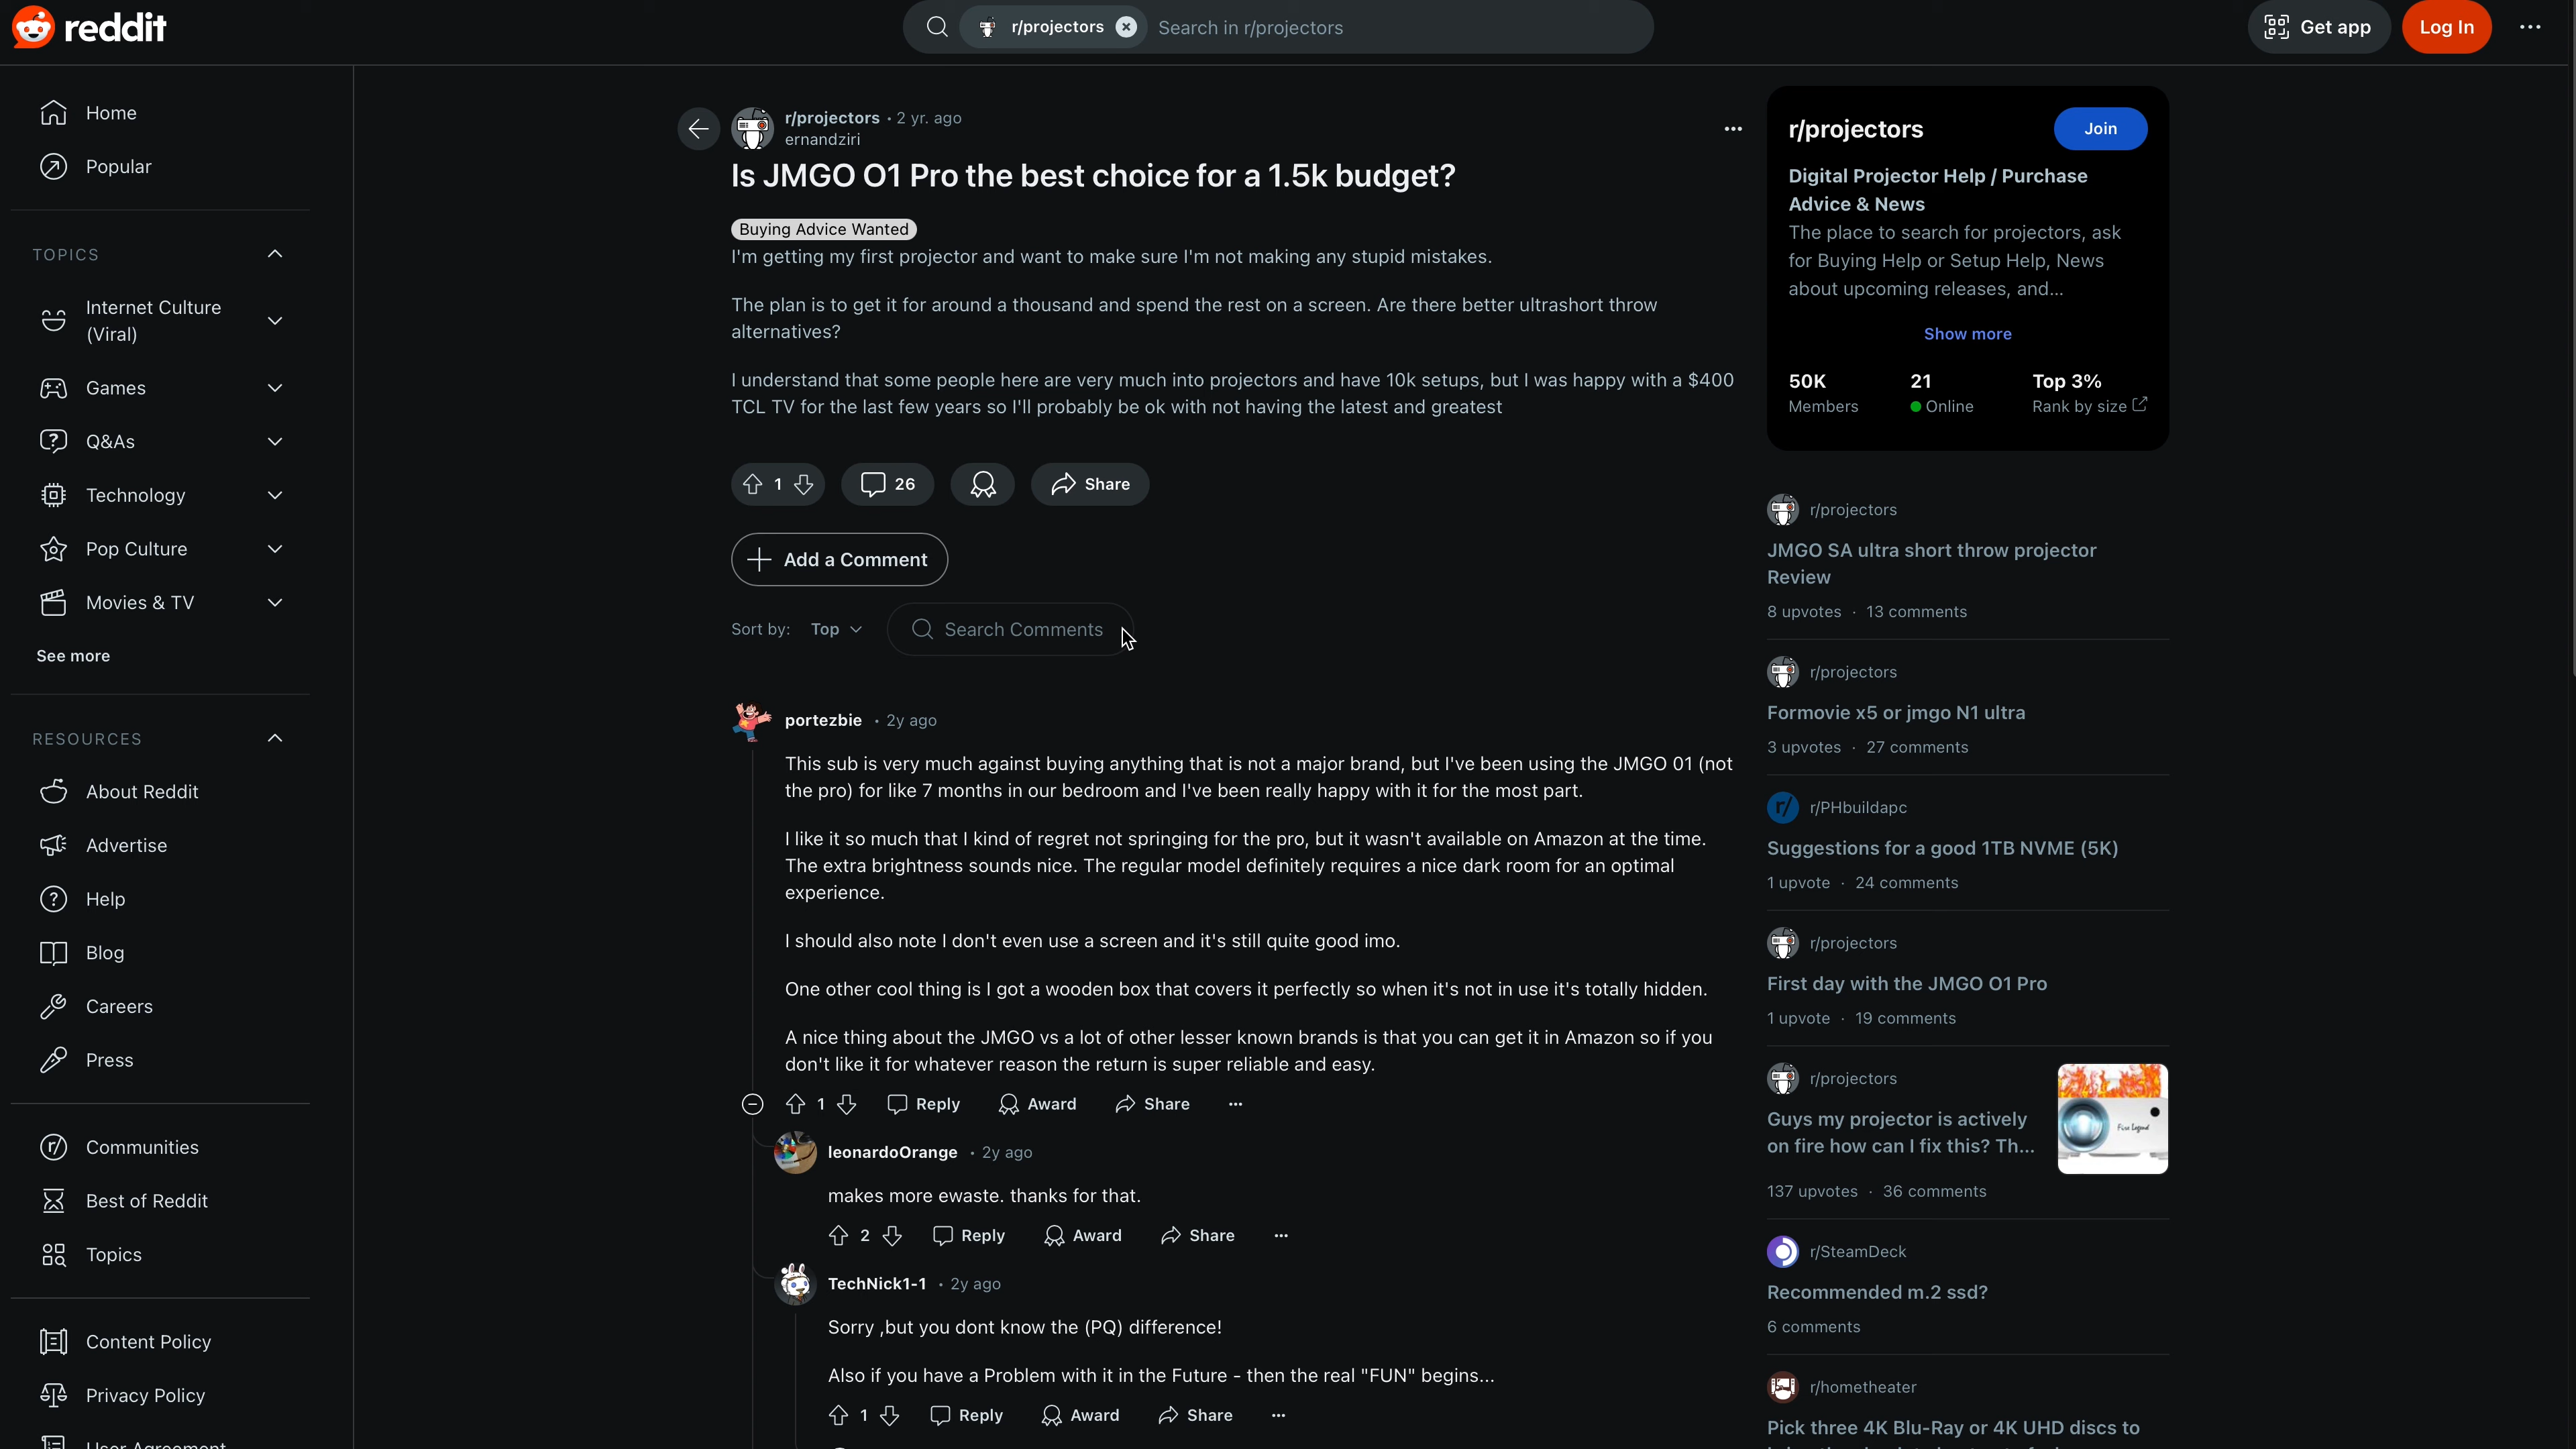 reddit
r/projectors
Search in r/projectors
Get app
Log In
Home
Popular
TOPICS
Internet Culture
(Viral)
Games
Q&As
Technology
Pop Culture
Movies & TV
See more
RESOURCES
About Reddit
Advertise
Help
Blog
Careers
Press
Communities
Best of Reddit
Topics
Content Policy
Privacy Policy
User Agreement
r/projectors • 2 yr. ago
ernandziri
Is JMGO O1 Pro the best choice for a 1.5k budget?
Buying Advice Wanted
I'm getting my first projector and want to make sure I'm not making any stupid mistakes.
The plan is to get it for around a thousand and spend the rest on a screen. Are there better ultrashort throw
alternatives?
I understand that some people here are very much into projectors and have 10k setups, but I was happy with a $400
TCL TV for the last few years so I'll probably be ok with not having the latest and greatest
1
26
Share
Add a Comment
Sort by: Top
Search Comments
portezbie • 2y ago
This sub is very much against buying anything that is not a major brand, but I've been using the JMGO 01 (not
the pro) for like 7 months in our bedroom and I've been really happy with it for the most part.
I like it so much that I kind of regret not springing for the pro, but it wasn't available on Amazon at the time.
The extra brightness sounds nice. The regular model definitely requires a nice dark room for an optimal
experience.
I should also note I don't even use a screen and it's still quite good imo.
One other cool thing is I got a wooden box that covers it perfectly so when it's not in use it's totally hidden.
A nice thing about the JMGO vs a lot of other lesser known brands is that you can get it in Amazon so if you
don't like it for whatever reason the return is super reliable and easy.
1 Reply Award Share
leonardoOrange • 2y ago
makes more ewaste. thanks for that.
2 Reply Award Share
TechNick1-1 • 2y ago
Sorry ,but you dont know the (PQ) difference!
Also if you have a Problem with it in the Future - then the real "FUN" begins...
1 Reply Award Share
r/projectors
Join
Digital Projector Help / Purchase
Advice & News
The place to search for projectors, ask
for Buying Help or Setup Help, News
about upcoming releases, and...
Show more
50K 21 Top 3%
Members Online Rank by size
r/projectors
JMGO SA ultra short throw projector
Review
8 upvotes · 13 comments
r/projectors
Formovie x5 or jmgo N1 ultra
3 upvotes · 27 comments
r/PHbuildapc
Suggestions for a good 1TB NVME (5K)
1 upvote · 24 comments
r/projectors
First day with the JMGO O1 Pro
1 upvote · 19 comments
r/projectors
Guys my projector is actively
on fire how can I fix this? Th...
Fire Legend
137 upvotes · 36 comments
r/SteamDeck
Recommended m.2 ssd?
6 comments
r/hometheater
Pick three 4K Blu-Ray or 4K UHD discs to